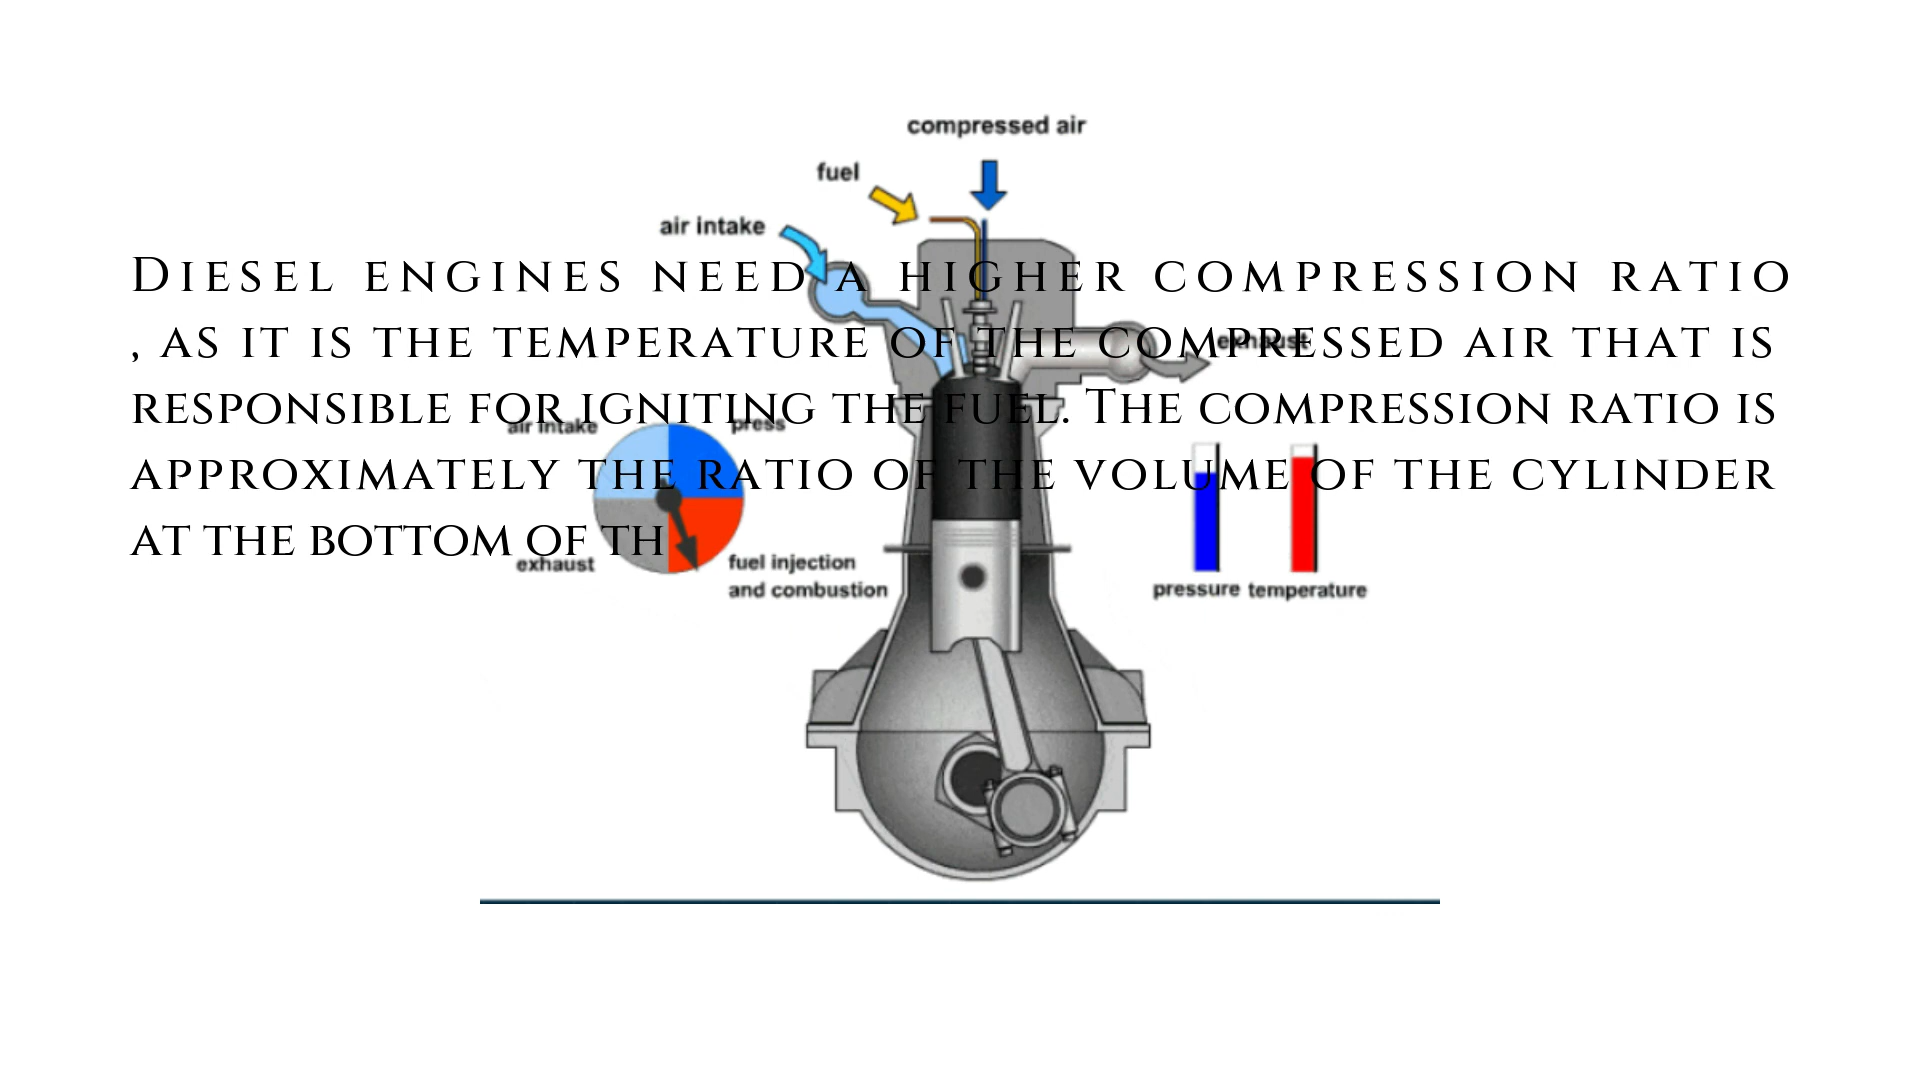 compressed air
fuel
air intake
Diesel engines need a higher compression ratio
, as it is the temperature of the compressed air that is
exhaust
responsible for igniting the fuel. The compression ratio is
air intake
press
approximately the ratio of the volume of the cylinder
at the bottom of th
exhaust
fuel injection
and combustion
pressure temperature